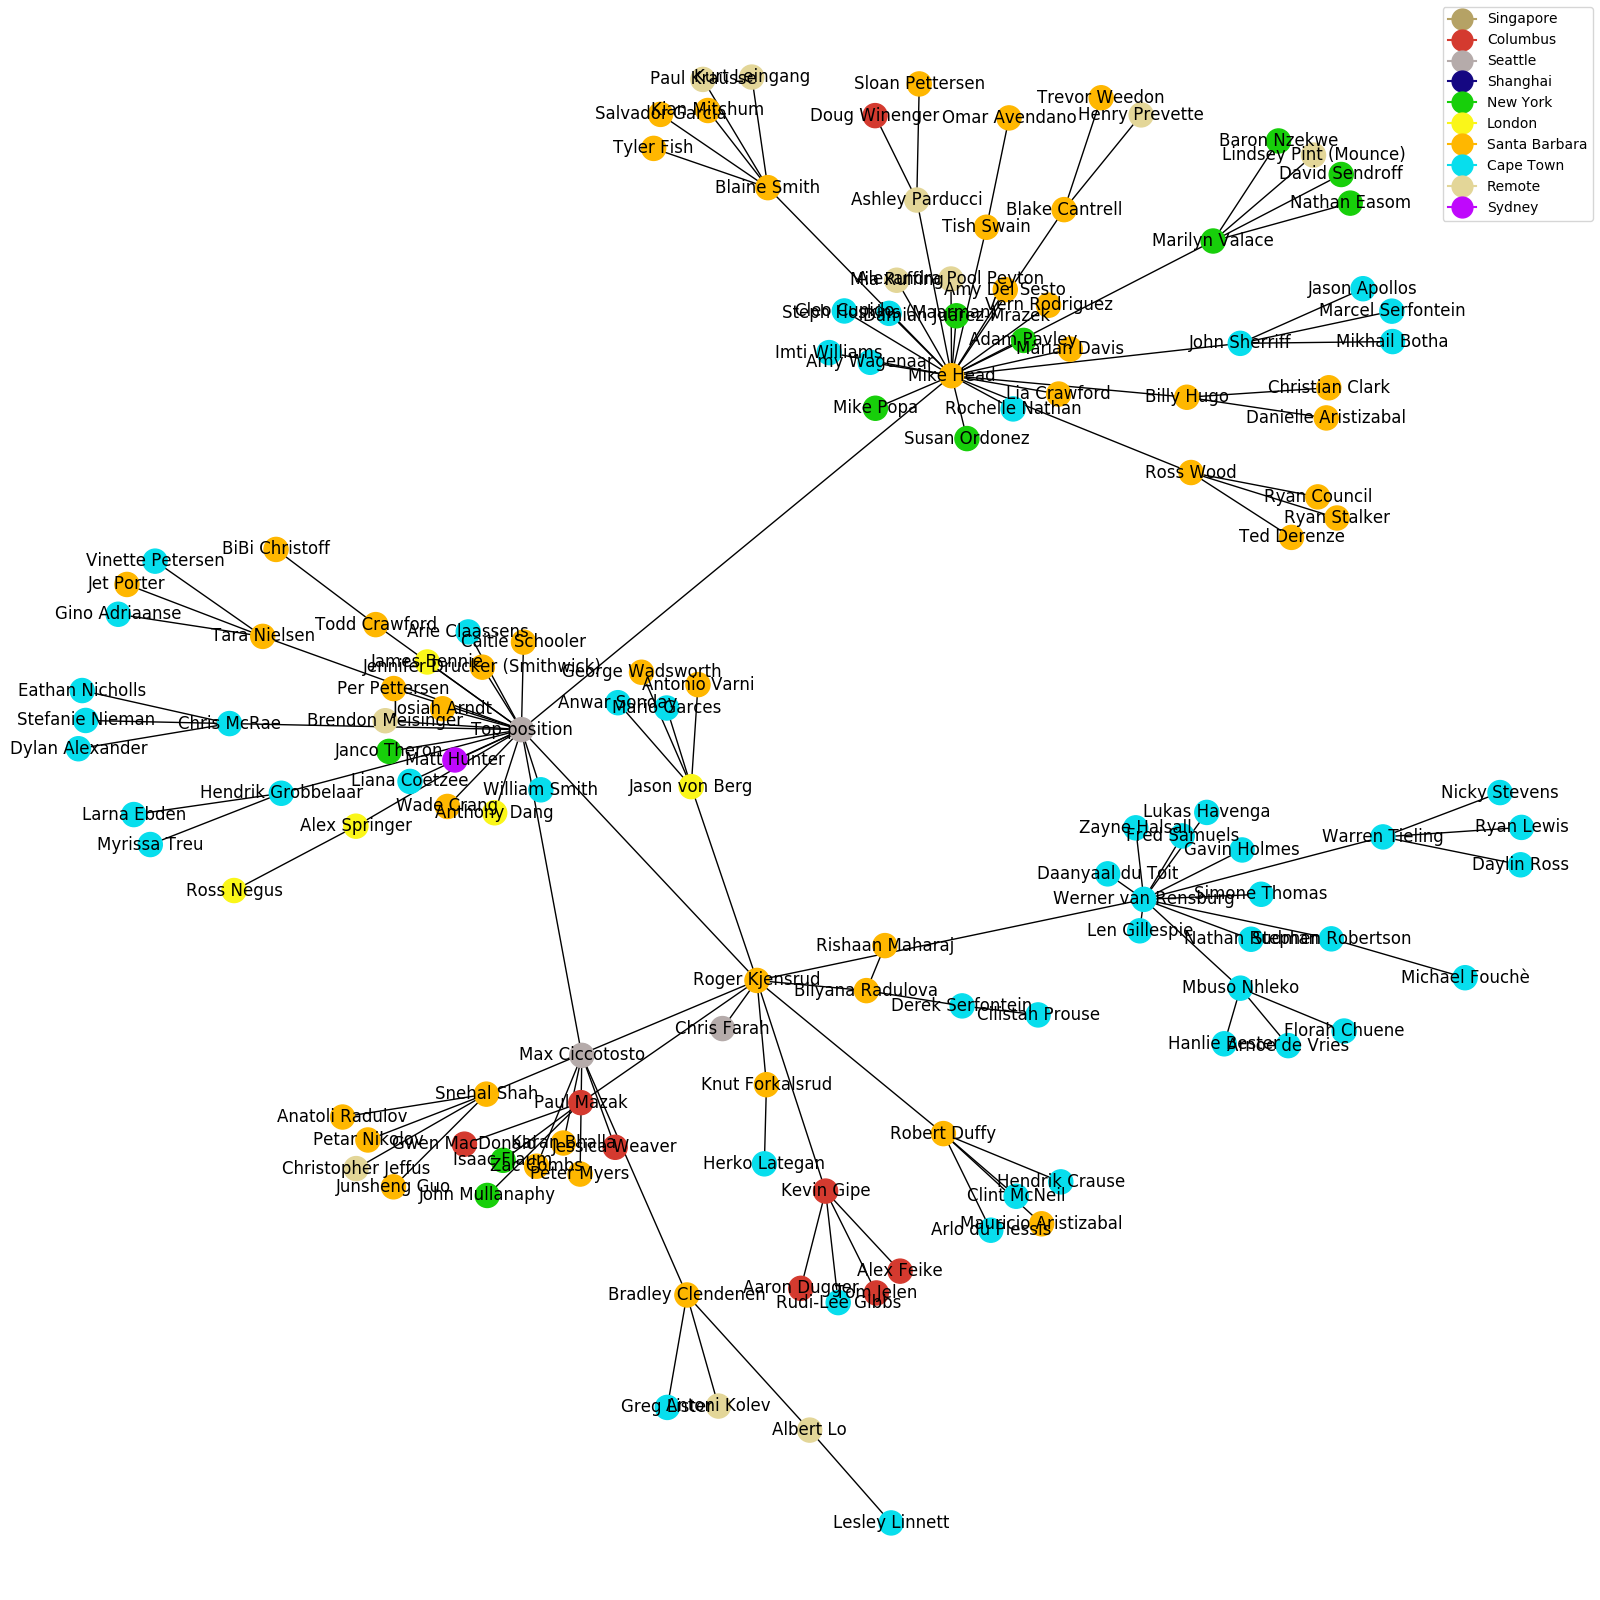 Singapore
Columbus
Seattle
Shanghai
New York
London
Santa Barbara
Cape Town
Remote
Sydney
Paul Krausse
Kurt Leingang
Salvador Garcia
Kian Mitchum
Tyler Fish
Blaine Smith
Sloan Pettersen
Doug Winenger
Omar Avendano
Trevor Weedon
Henry Prevette
Ashley Parducci
Tish Swain
Blake Cantrell
Baron Nzekwe
Lindsey Pint (Mounce)
David Sendroff
Nathan Easom
Marilyn Valace
Mia Ruffing
Alexandra Pool Peyton
Amy Del Sesto
Vern Rodriguez
Cleo Cupido
Damian Juarez Mrazek
Adam Pavley
Marian Davis
Imti Williams
Amy Wagenaar
Mike Head
Jason Apollos
Marcel Serfontein
John Sherriff
Mikhail Botha
Lia Crawford
Billy Hugo
Christian Clark
Danielle Aristizabal
Mike Popa
Rochelle Nathan
Susan Ordonez
Ross Wood
Ryan Council
Ryan Stalker
Ted Derenze
BiBi Christoff
Vinette Petersen
Jet Porter
Gino Adriaanse
Tara Nielsen
Todd Crawford
Arie Claassens
Caitie Schooler
James Bennie
Jennifer Drucker (Smithwick)
Per Pettersen
Josiah Arndt
Brendon Meisinger
Top position
Eathan Nicholls
Stefanie Nieman
Dylan Alexander
Chris McRae
Janco Theron
Matt Hunter
Liana Coetzee
William Smith
Wade Crang
Anthony Dang
Hendrik Grobbelaar
Larna Ebden
Myrissa Treu
Alex Springer
Ross Negus
George Wadsworth
Antonio Varni
Anwar Sonday
Mario Garces
Jason von Berg
Nicky Stevens
Ryan Lewis
Daylin Ross
Warren Tieling
Lukas Havenga
Zayne Halsall
Fred Samuels
Gavin Holmes
Daanyaal du Toit
Simone Thomas
Werner van Rensburg
Len Gillespie
Nathan
Stephen Robertson
Michael Fouchè
Mbuso Nhleko
Florah Chuene
Hanlie Bester
Arnoe de Vries
Rishaan Maharaj
Roger Kjensrud
Bilyana Radulova
Derek Serfontein
Cilistah Prouse
Chris Farah
Max Ciccotosto
Knut Forkalsrud
Herko Lategan
Robert Duffy
Hendrik Crause
Clint McNeil
Mauricio Aristizabal
Arlo du Plessis
Kevin Gipe
Alex Feike
Aaron Dugger
Tom Jelen
Rudi-Lee Gibbs
Snehal Shah
Paul Mazak
Anatoli Radulov
Petar Nikolov
Gwen MacDonald
Karan Bhalla
Jessica Weaver
Christopher Jeffus
Isaac Flaum
Zac Combs
Peter Myers
Junsheng Guo
John Mullanaphy
Bradley Clendenen
Greg Lister
Antoni Kolev
Albert Lo
Lesley Linnett